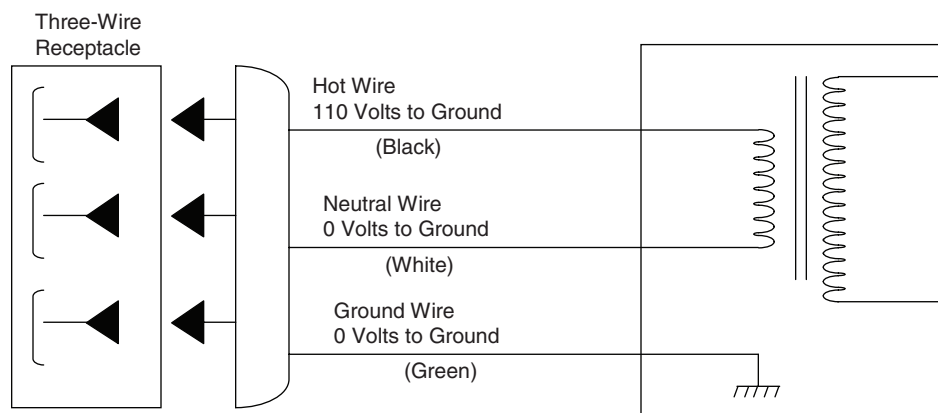 Three-Wire
Receptacle
Hot Wire
110 Volts to Ground
(Black)
Neutral Wire
0 Volts to Ground
(White)
Ground Wire
0 Volts to Ground
(Green)